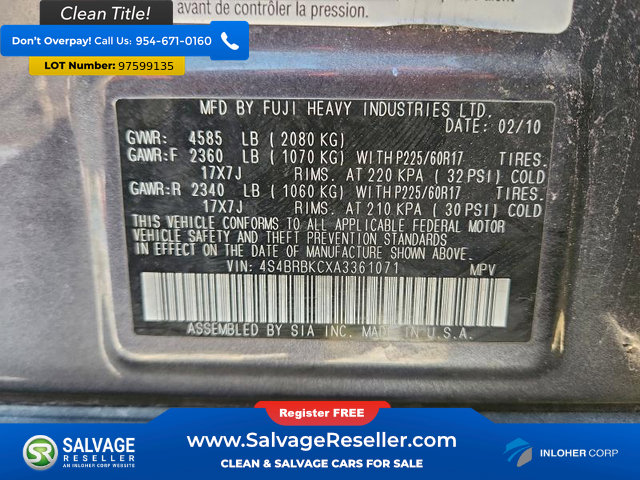 avant de contrôler la pression.
Clean Title!
Don't Overpay! Call Us: 954-671-0160
LOT Number: 97599135
MFD BY FUJI HEAVY INDUSTRIES LTD.
DATE: 02/10
GVWR: 4585 LB (2080 KG)
GAWR:F 2360 LB (1070 KG) WITH P225/60R17 TIRES.
17X7J RIMS. AT 220 KPA (32 PSI) COLD
GAWR:R 2340 LB (1060 KG) WITH P225/60R17 TIRES.
17X7J RIMS. AT 210 KPA (30 PSI) COLD
THIS VEHICLE CONFORMS TO ALL APPLICABLE FEDERAL MOTOR
VEHICLE SAFETY AND THEFT PREVENTION STANDARDS
IN EFFECT ON THE DATE OF MANUFACTURE SHOWN ABOVE.
VIN: 4S4BRBKCXA3361071 MPV
ASSEMBLED BY SIA INC. MADE IN U.S.A.
Register FREE
SALVAGE
RESELLER
AN INLOHER CORP WEBSITE
www.SalvageReseller.com
CLEAN & SALVAGE CARS FOR SALE
INLOHER CORP